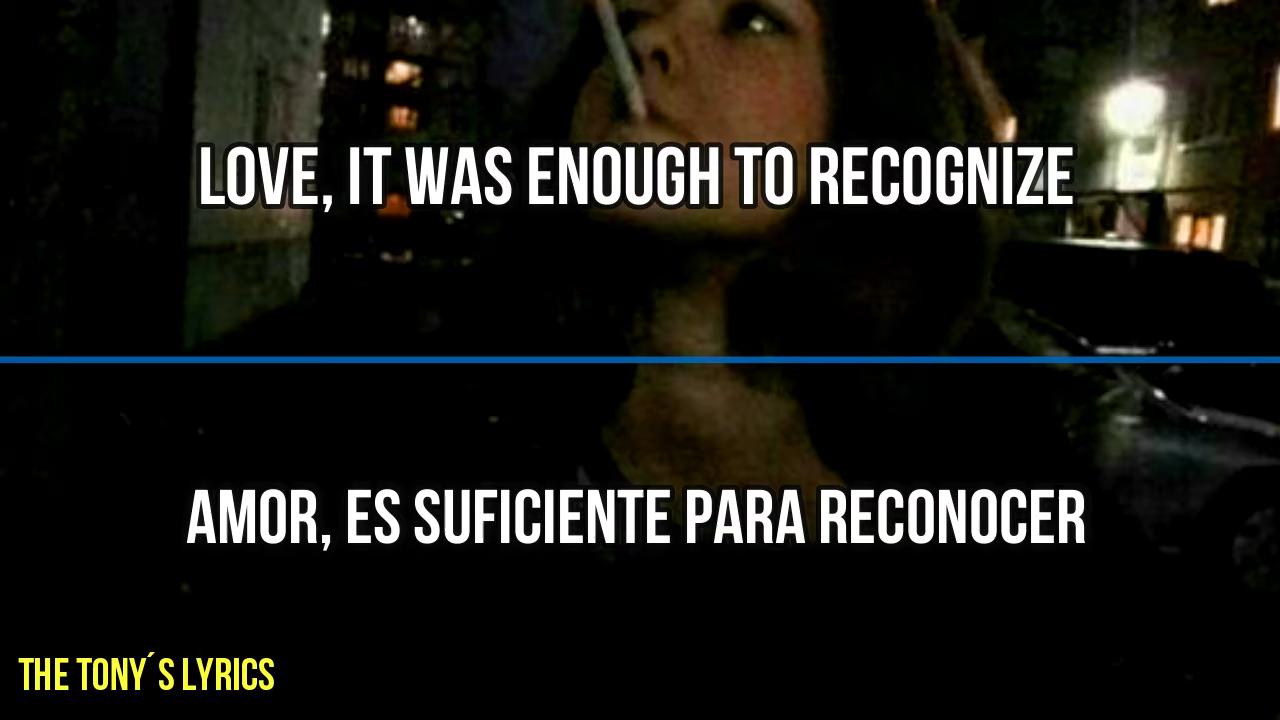 LOVE, IT WAS ENOUGH TO RECOGNIZE
AMOR, ES SUFICIENTE PARA RECONOCER
THE TONY´S LYRICS